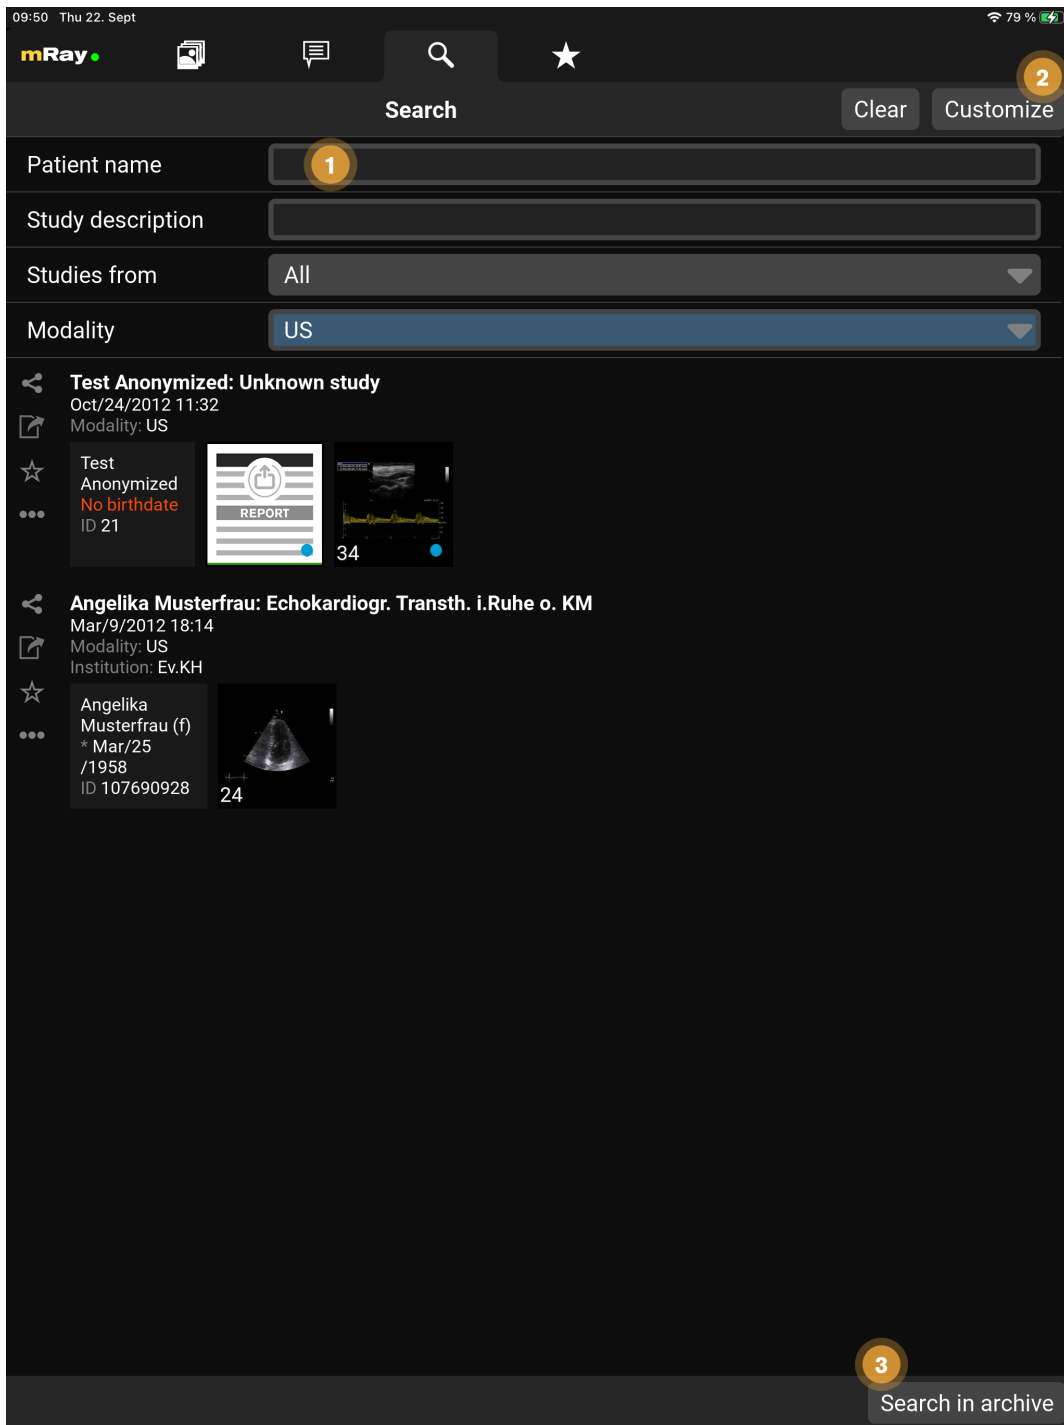 09:50 Thu 22. Sept 79 %
mRay
2
Search Clear Customize
Patient name 1
Study description
Studies from All
Modality US
Test Anonymized: Unknown study
Oct/24/2012 11:32
Modality: US
Test
Anonymized
No birthdate
ID 21
REPORT
34
Angelika Musterfrau: Echokardiogr. Transth. i.Ruhe o. KM
Mar/9/2012 18:14
Modality: US
Institution: Ev.KH
Angelika
Musterfrau (f)
* Mar/25
/1958
ID 107690928
24
3
Search in archive